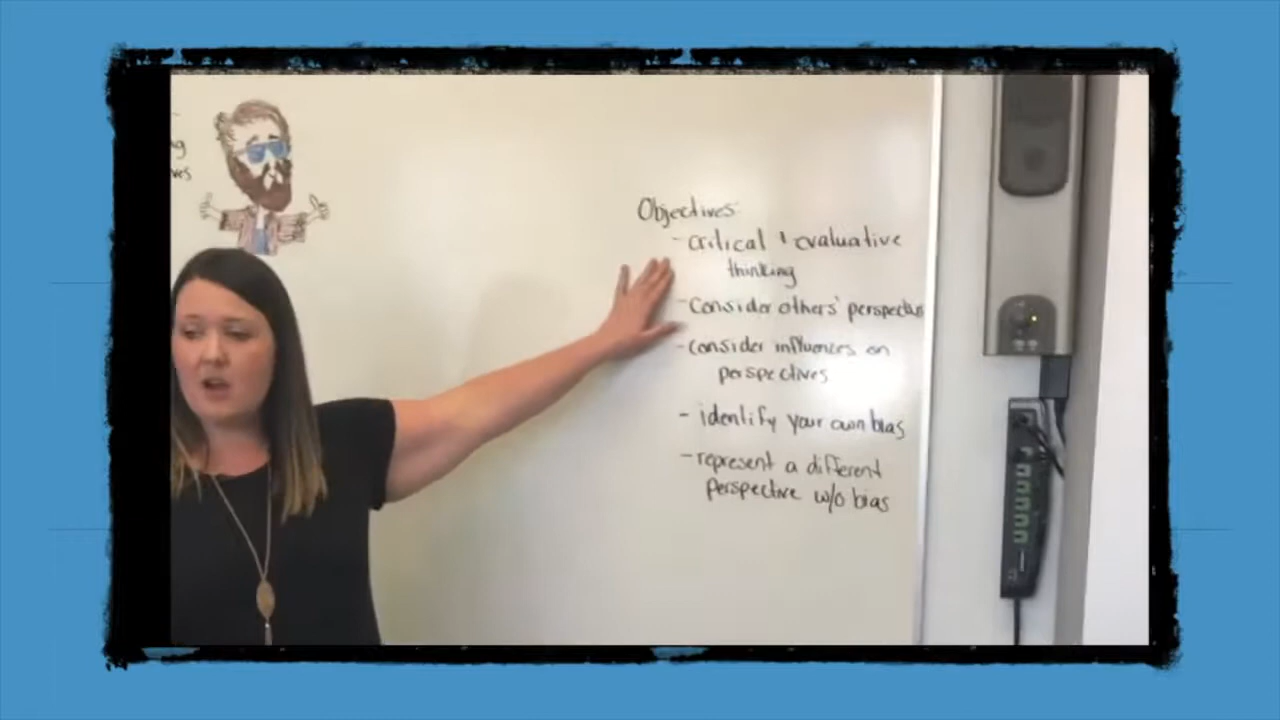 Objectives:
- critical + evaluative
thinking
- Consider others' perspectives
- consider influences on
perspectives
- identify your own bias
- represent a different
perspective w/o bias